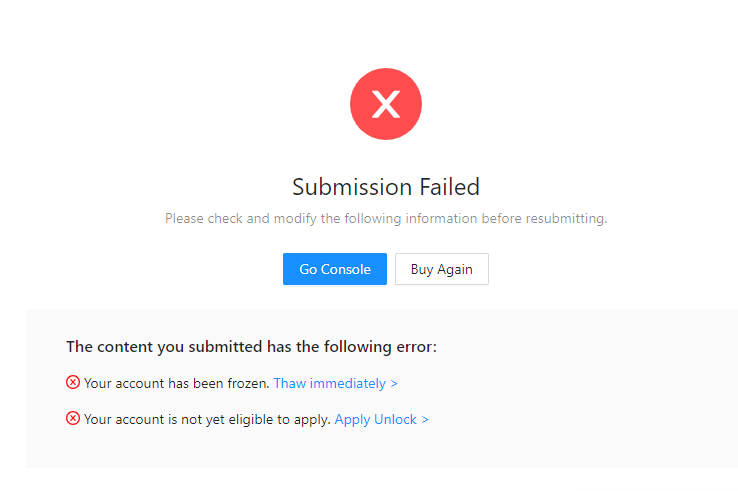 Submission Failed
Please check and modify the following information before resubmitting.
Go Console
Buy Again
The content you submitted has the following error:
Your account has been frozen. Thaw immediately >
Your account is not yet eligible to apply. Apply Unlock >